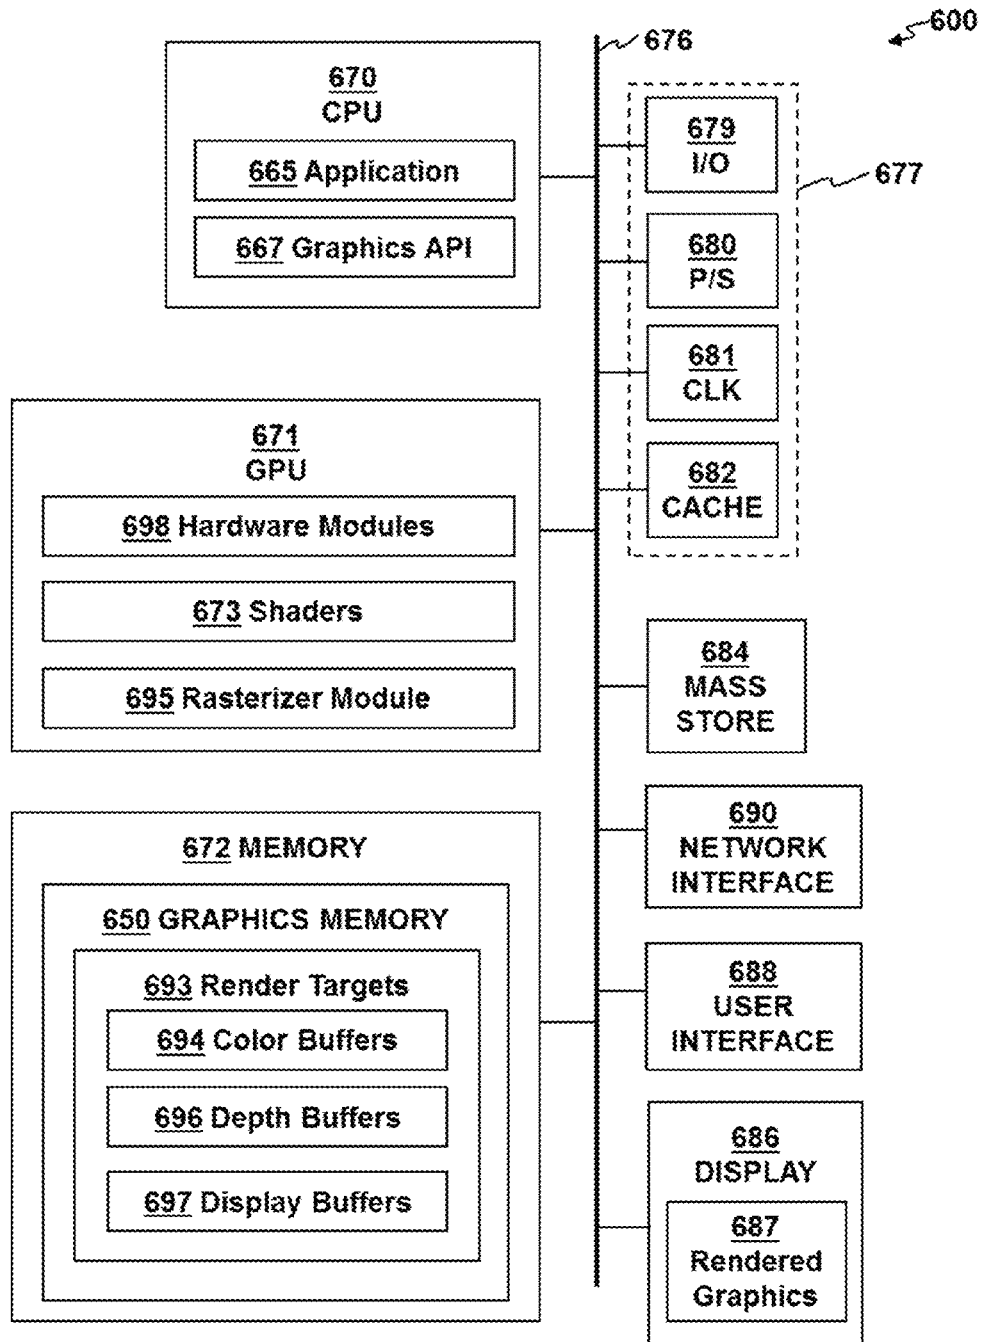 600
676
670
CPU
665 Application
667 Graphics API
679
I/O
677
680
P/S
681
CLK
682
CACHE
671
GPU
698 Hardware Modules
673 Shaders
695 Rasterizer Module
684
MASS
STORE
690
NETWORK
INTERFACE
672 MEMORY
650 GRAPHICS MEMORY
693 Render Targets
694 Color Buffers
696 Depth Buffers
697 Display Buffers
688
USER
INTERFACE
686
DISPLAY
687
Rendered
Graphics